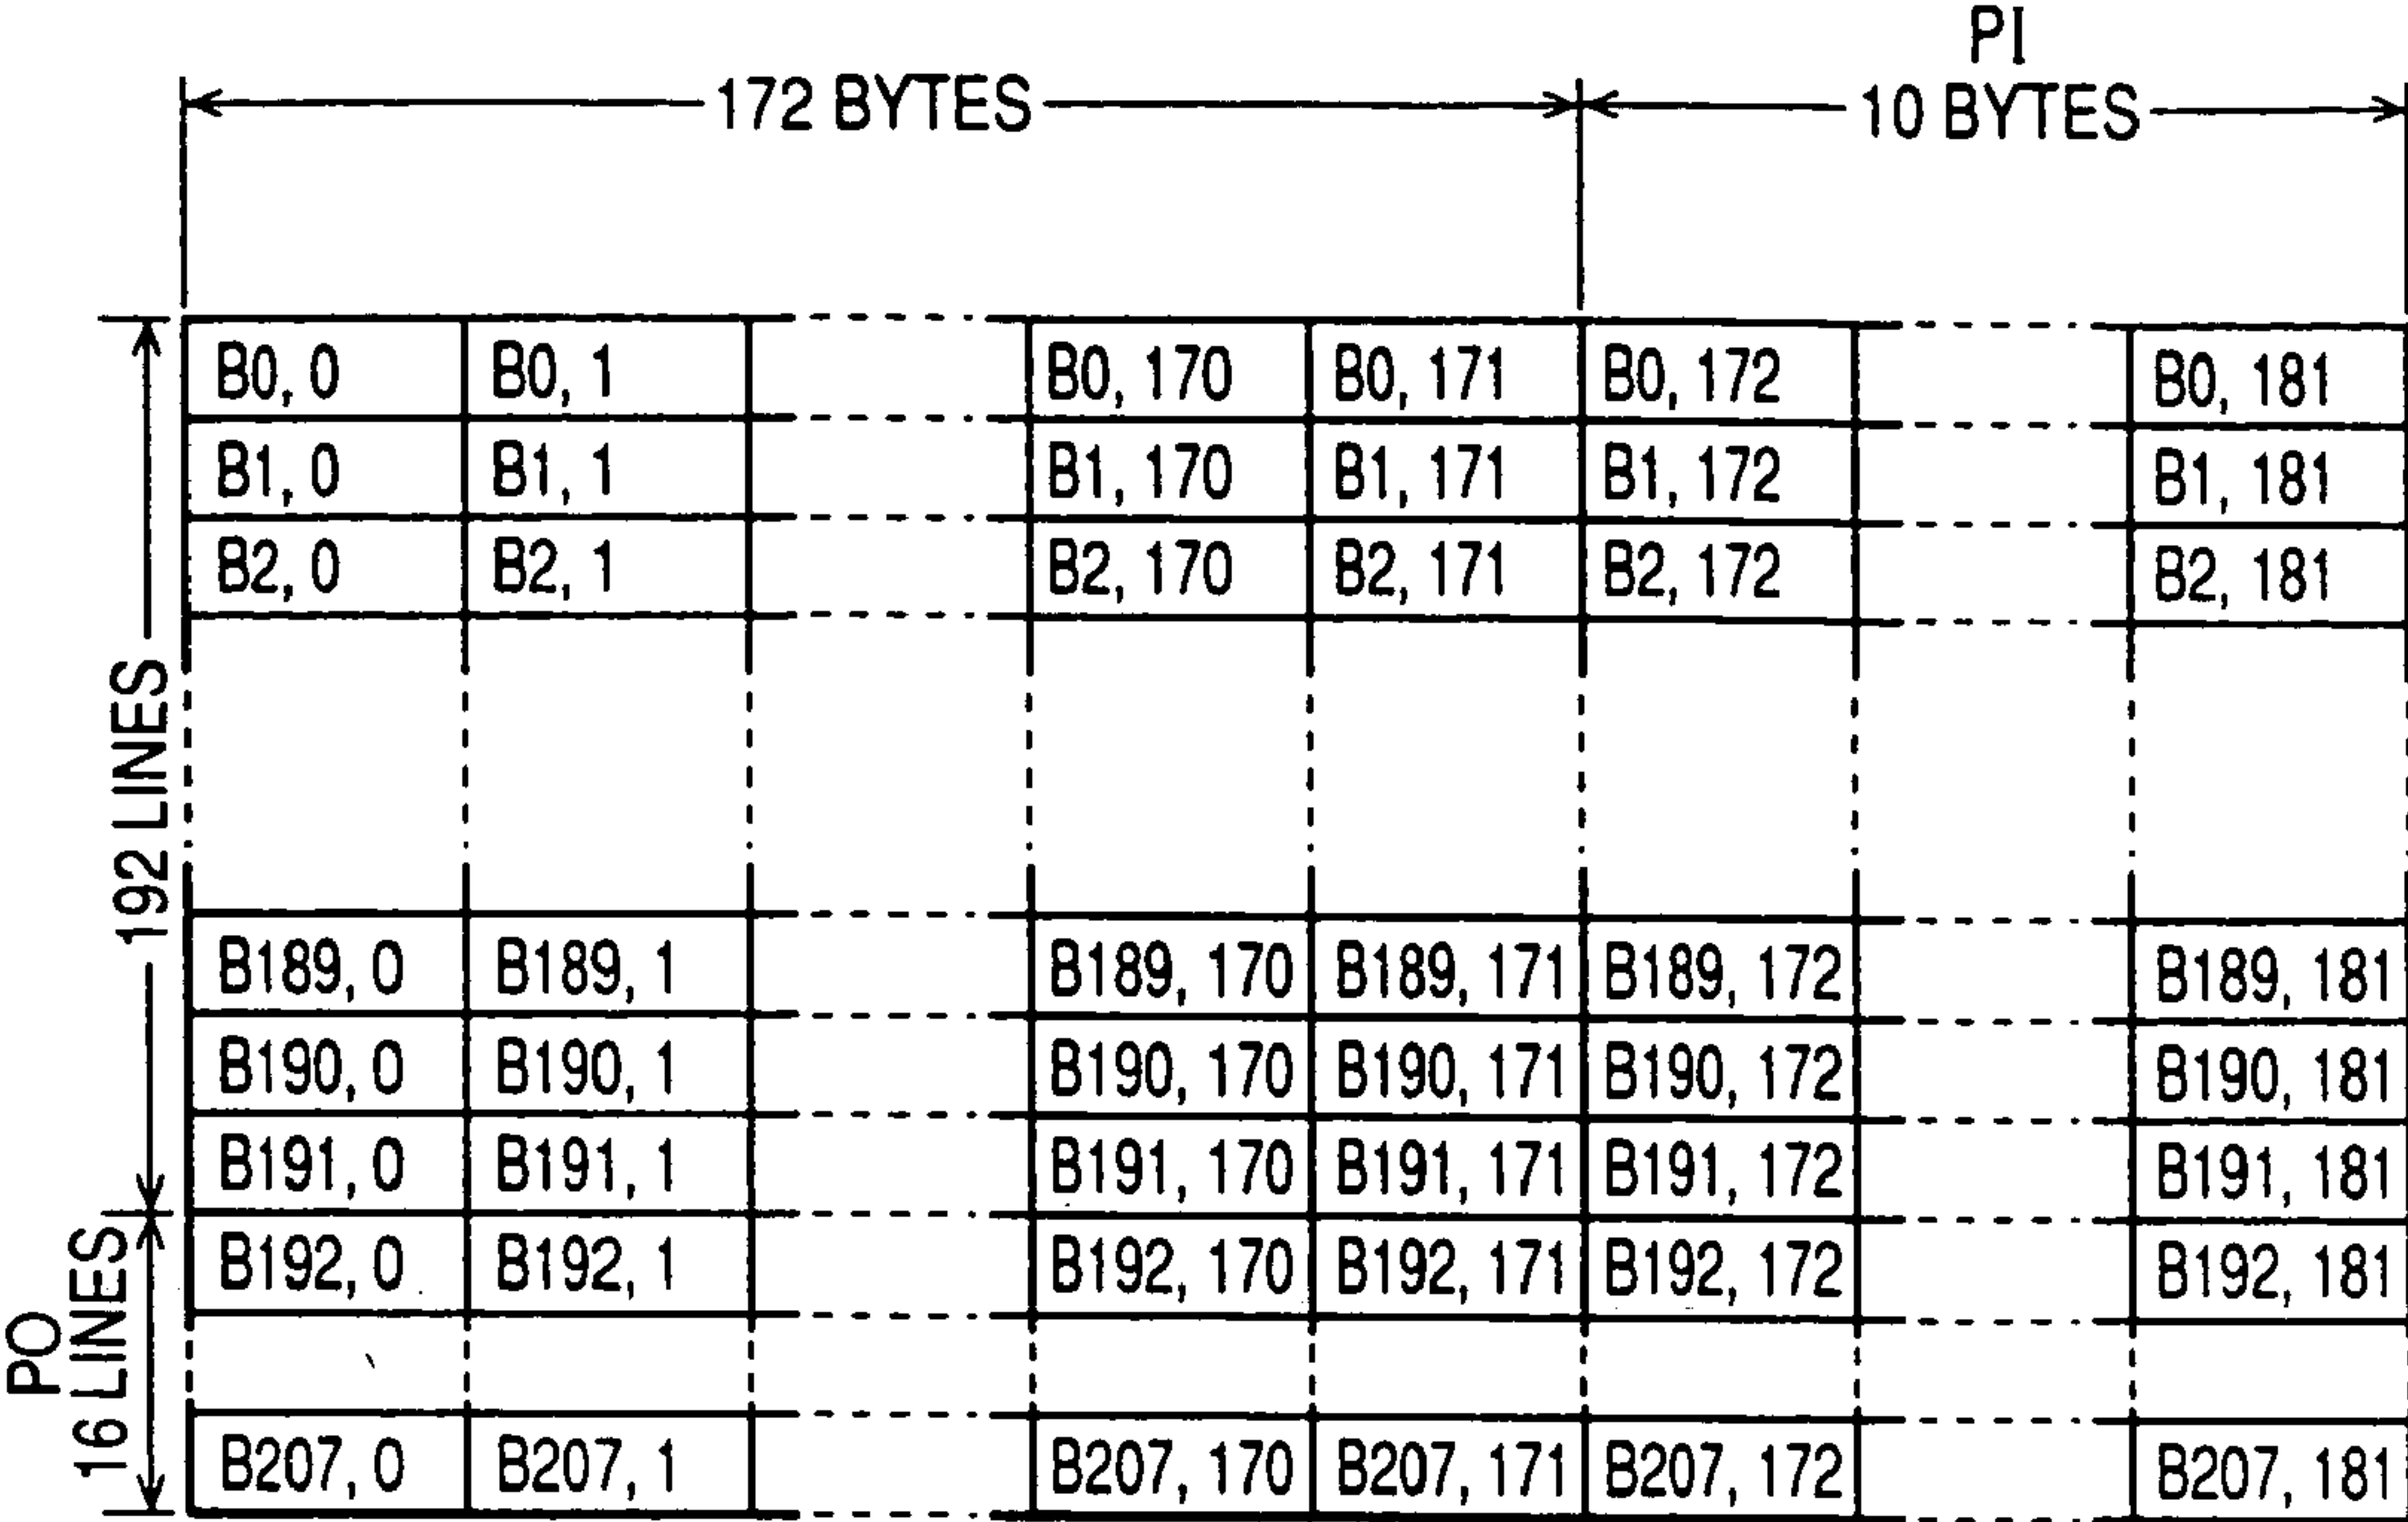 PI
172 BYTES 10 BYTES
B0, 0 B0, 1 B0, 170 B0, 171 B0, 172 B0, 181
B1, 0 B1, 1 B1, 170 B1, 171 B1, 172 B1, 181
B2, 0 B2, 1 B2, 170 B2, 171 B2, 172 B2, 181
192 LINES
B189, 0 B189, 1 B189, 170 B189, 171 B189, 172 B189, 181
B190, 0 B190, 1 B190, 170 B190, 171 B190, 172 B190, 181
B191, 0 B191, 1 B191, 170 B191, 171 B191, 172 B191, 181
B192, 0 B192, 1 B192, 170 B192, 171 B192, 172 B192, 181
PO
16 LINES
B207, 0 B207, 1 B207, 170 B207, 171 B207, 172 B207, 181